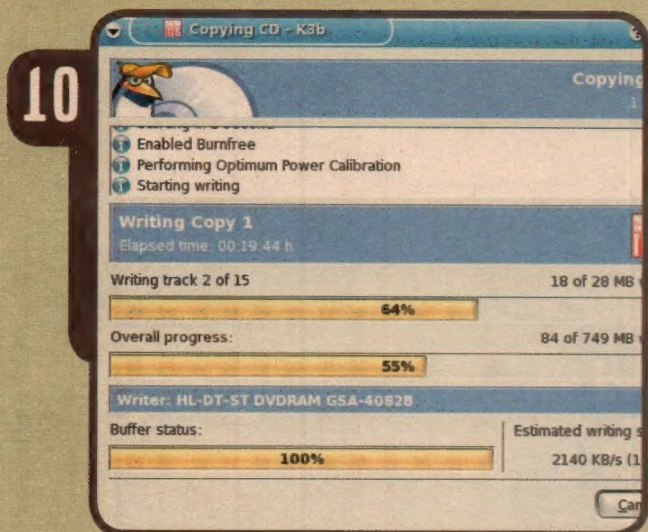 10
Copying CD - K3b
Copying
1
Enabled Burnfree
Performing Optimum Power Calibration
Starting writing
Writing Copy 1
Elapsed time: 00:19:44 h
Writing track 2 of 15 18 of 28 MB
64%
Overall progress: 84 of 749 MB
55%
Writer: HL-DT-ST DVDRAM GSA-4082B
Buffer status: Estimated writing s
100% 2140 KB/s (1
Can